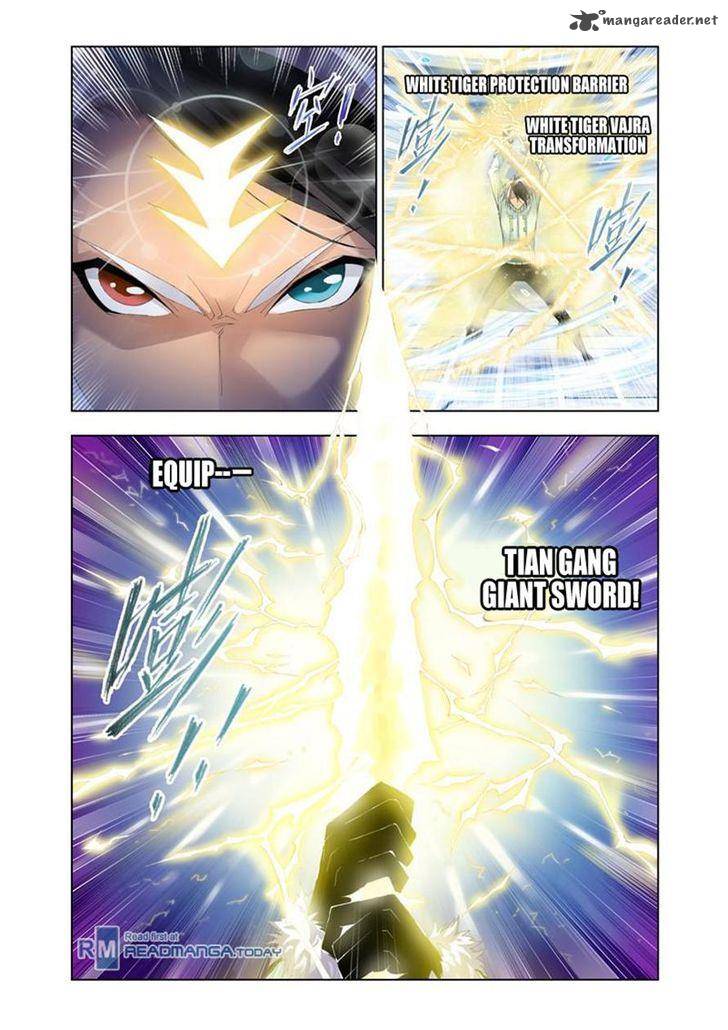 mangareader.net
空!
WHITE TIGER PROTECTION BARRIER
WHITE TIGER VAJRA
TRANSFORMATION
嘭!
嘭!
EQUIP--—
TIAN GANG
GIANT SWORD!
嘭!!
RM
Read first at
READMANGA.TODAY